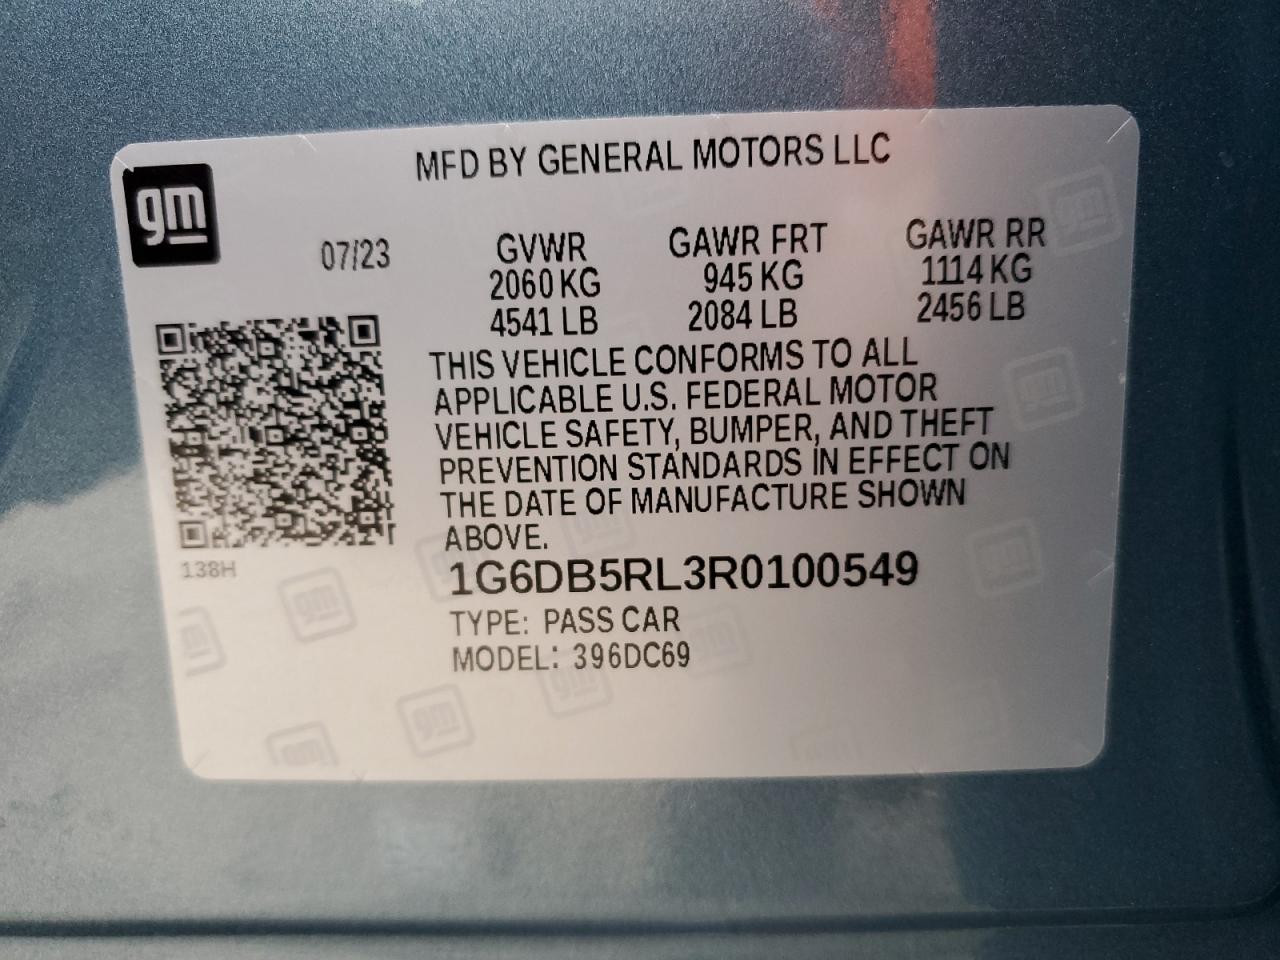 gm
MFD BY GENERAL MOTORS LLC
07/23
GVWR GAWR FRT GAWR RR
2060 KG 945 KG 1114 KG
4541 LB 2084 LB 2456 LB
THIS VEHICLE CONFORMS TO ALL
APPLICABLE U.S. FEDERAL MOTOR
VEHICLE SAFETY, BUMPER, AND THEFT
PREVENTION STANDARDS IN EFFECT ON
THE DATE OF MANUFACTURE SHOWN
ABOVE.
138H
1G6DB5RL3R0100549
TYPE: PASS CAR
MODEL: 396DC69